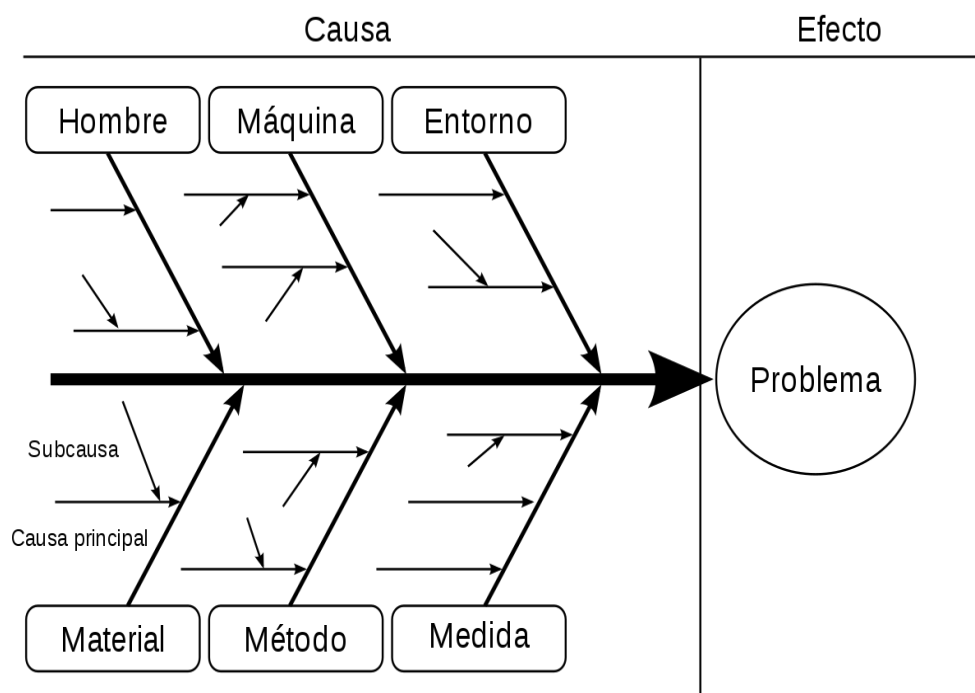 Causa
Efecto
Hombre
Máquina
Entorno
Problema
Subcausa
Causa principal
Material
Método
Medida